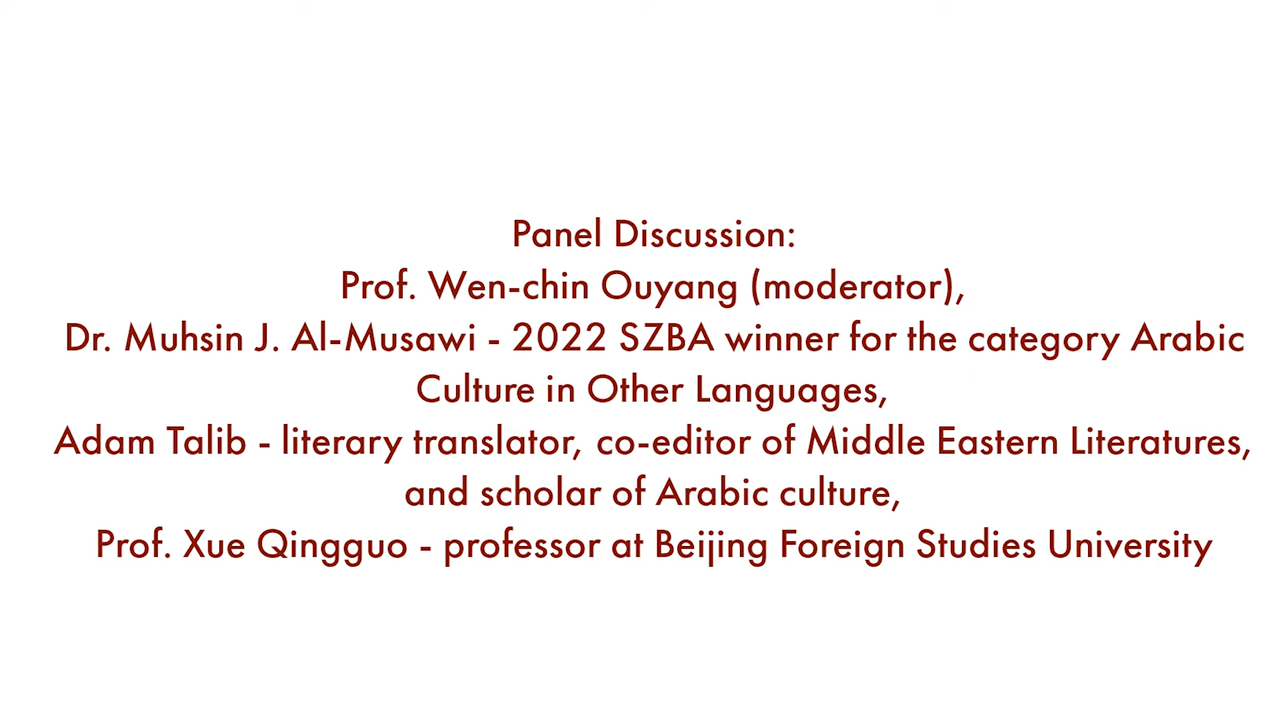 Panel Discussion:
Prof. Wen-chin Ouyang (moderator),
Dr. Muhsin J. Al-Musawi - 2022 SZBA winner for the category Arabic
Culture in Other Languages,
Adam Talib - literary translator, co-editor of Middle Eastern Literatures,
and scholar of Arabic culture,
Prof. Xue Qingguo - professor at Beijing Foreign Studies University